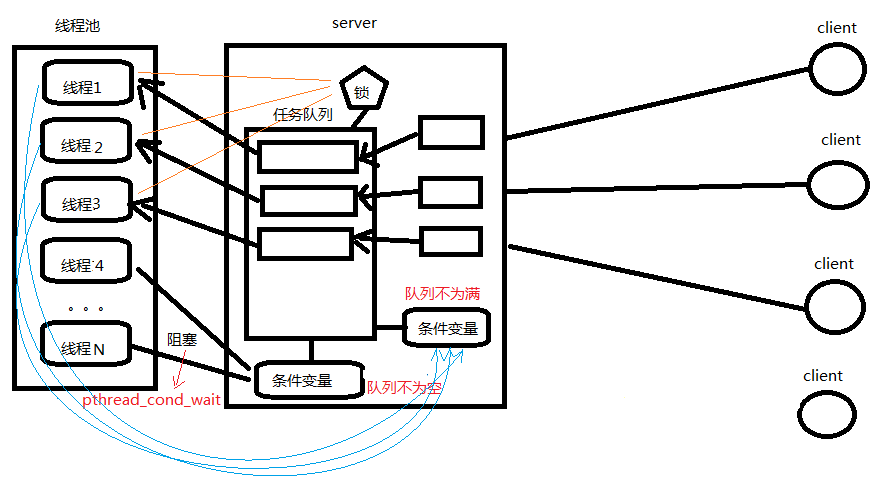 线程池
server
client
线程1
锁
任务队列
线程2
client
线程3
线程4
client
队列不为满
。。。
条件变量
线程N
阻塞
条件变量
队列不为空
client
pthread_cond_wait